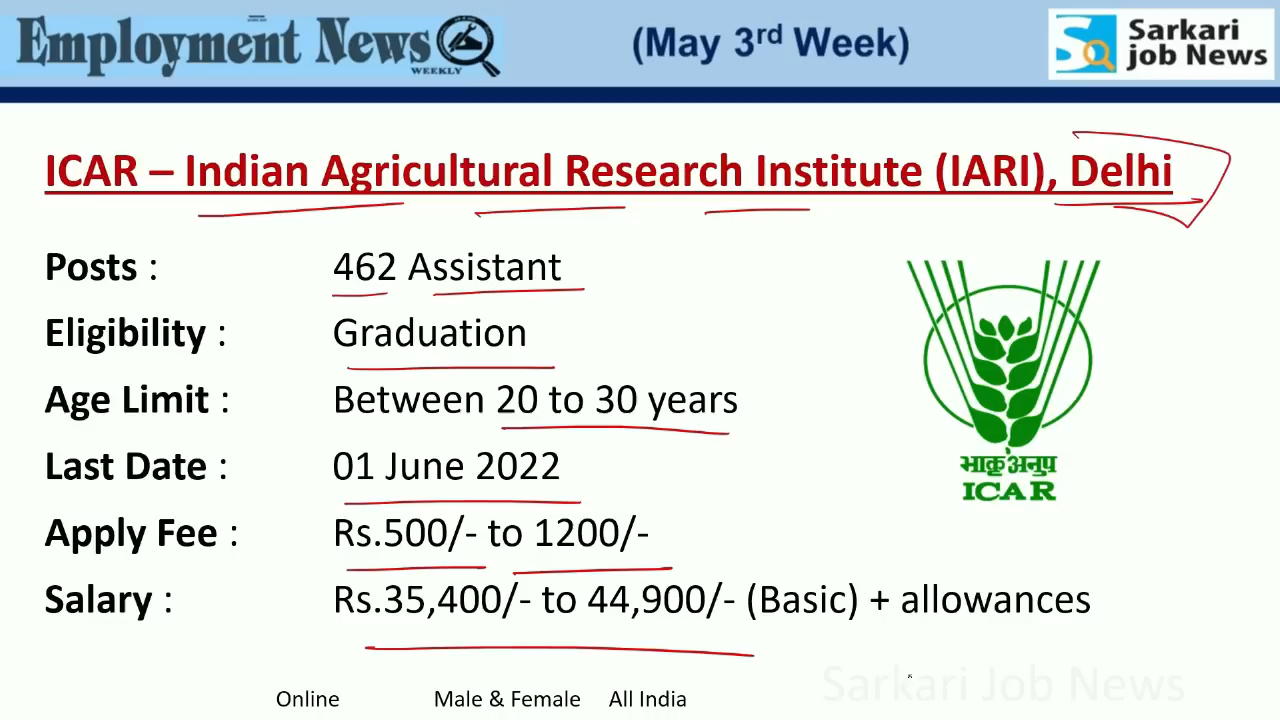 Employment News
WEEKLY
(May 3rd Week)
Sarkari
job News
ICAR – Indian Agricultural Research Institute (IARI), Delhi
Posts : 462 Assistant
Eligibility : Graduation
Age Limit : Between 20 to 30 years
Last Date : 01 June 2022
Apply Fee : Rs.500/- to 1200/-
Salary : Rs.35,400/- to 44,900/- (Basic) + allowances
भाकृअनुप
ICAR
Online Male & Female All India
Sarkari Job News